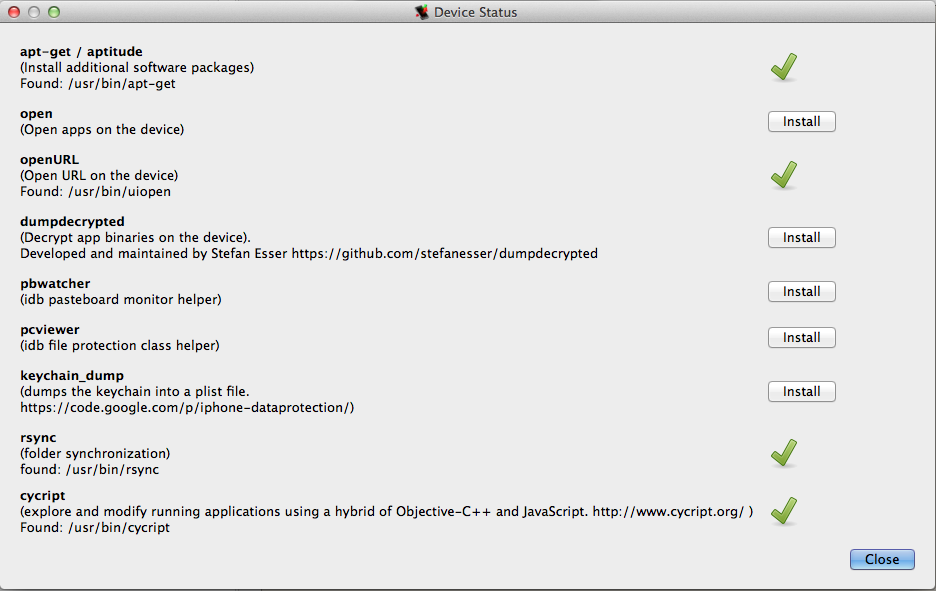 Device Status
apt-get / aptitude
(Install additional software packages)
Found: /usr/bin/apt-get
open
(Open apps on the device)
Install
openURL
(Open URL on the device)
Found: /usr/bin/uiopen
dumpdecrypted
(Decrypt app binaries on the device).
Developed and maintained by Stefan Esser https://github.com/stefanesser/dumpdecrypted
Install
pbwatcher
(idb pasteboard monitor helper)
Install
pcviewer
(idb file protection class helper)
Install
keychain_dump
(dumps the keychain into a plist file.
https://code.google.com/p/iphone-dataprotection/)
Install
rsync
(folder synchronization)
found: /usr/bin/rsync
cycript
(explore and modify running applications using a hybrid of Objective-C++ and JavaScript. http://www.cycript.org/ )
Found: /usr/bin/cycript
Close